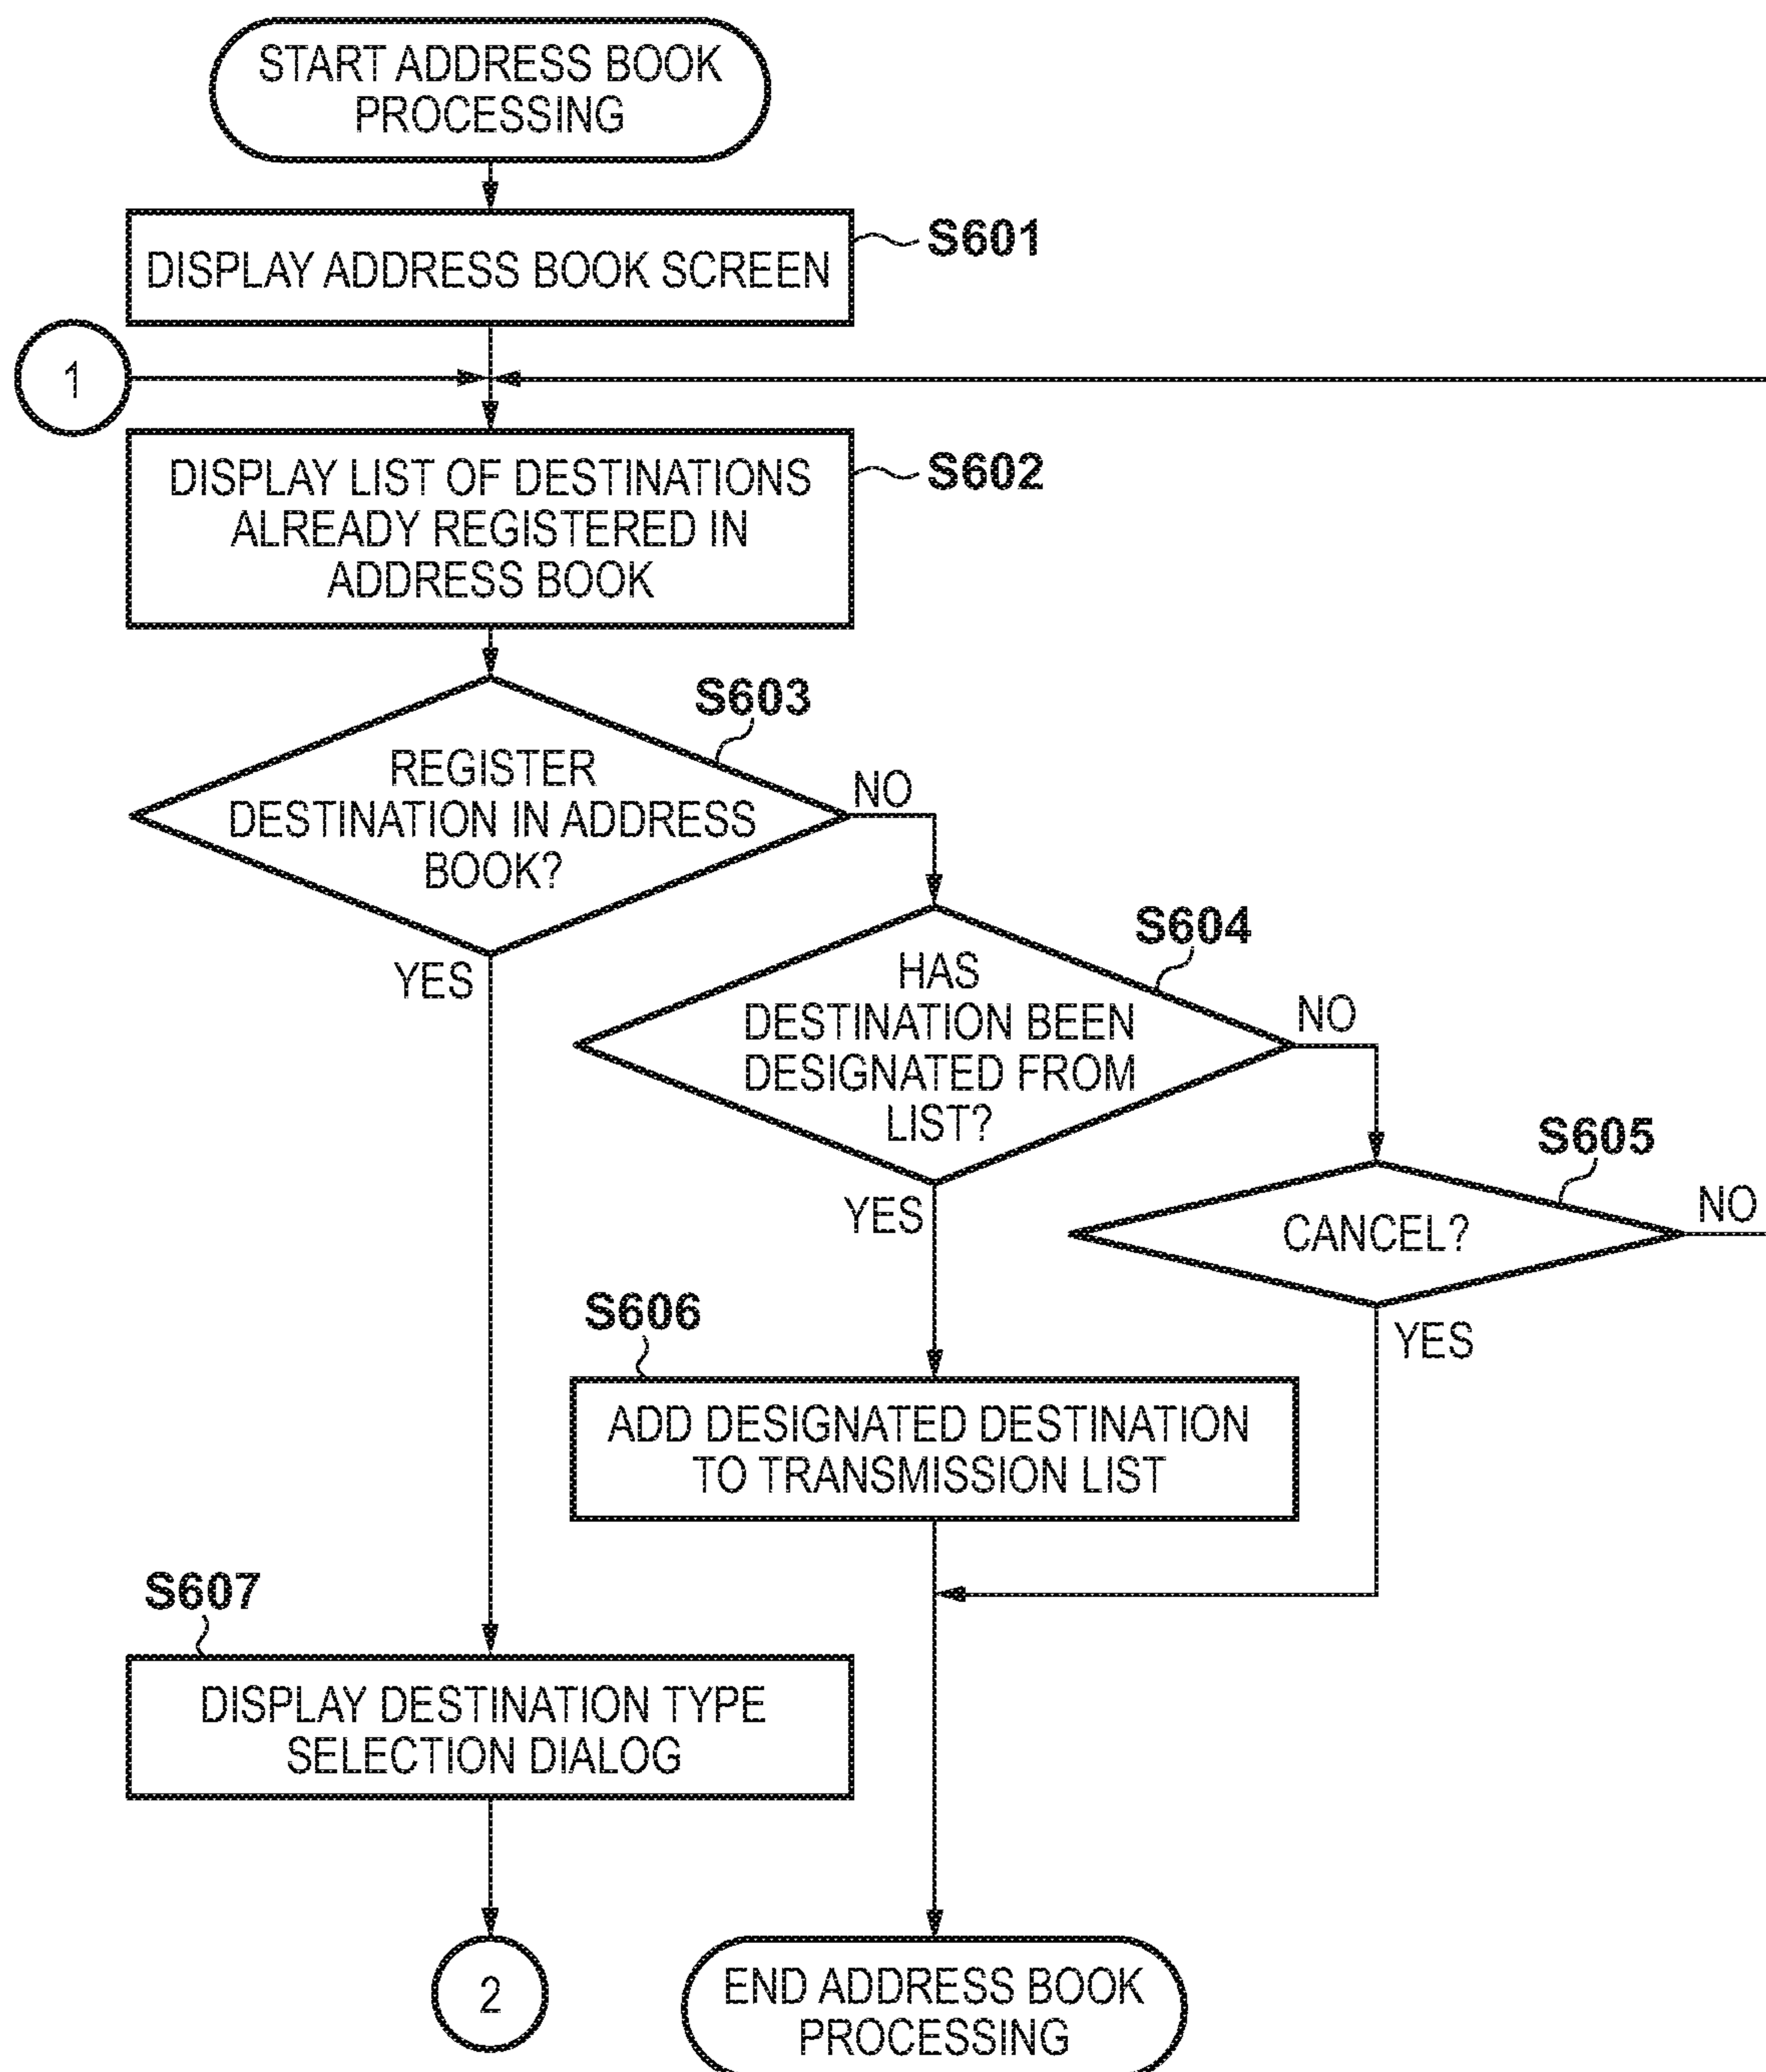 START ADDRESS BOOK
PROCESSING
DISPLAY ADDRESS BOOK SCREEN
S601
1
DISPLAY LIST OF DESTINATIONS
ALREADY REGISTERED IN
ADDRESS BOOK
S602
S603
REGISTER
DESTINATION IN ADDRESS
BOOK?
NO
YES
S604
HAS
DESTINATION BEEN
DESIGNATED FROM
LIST?
NO
YES
S605
CANCEL?
NO
YES
S606
ADD DESIGNATED DESTINATION
TO TRANSMISSION LIST
S607
DISPLAY DESTINATION TYPE
SELECTION DIALOG
2
END ADDRESS BOOK
PROCESSING